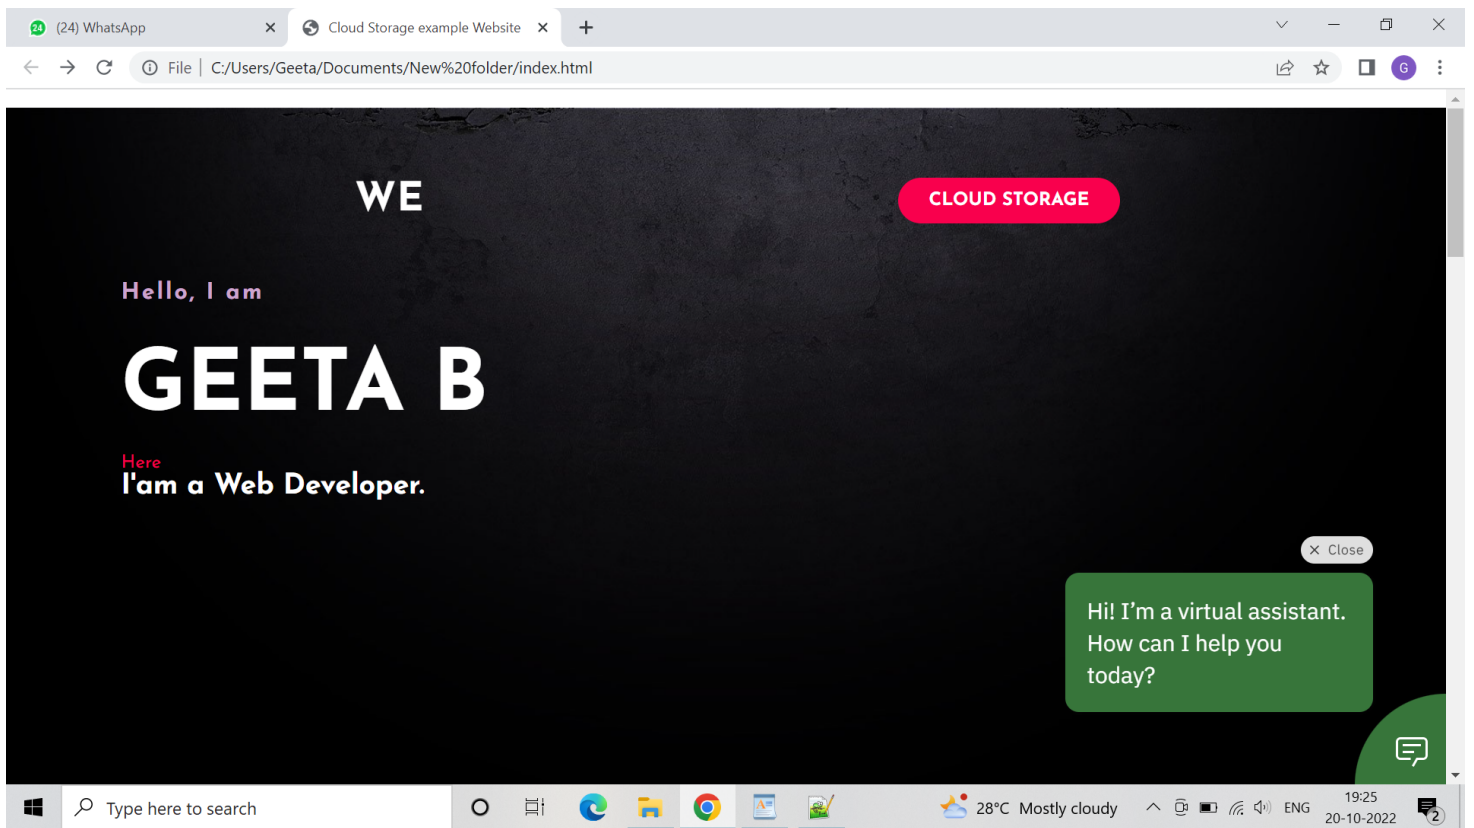 24 (24) WhatsApp
Cloud Storage example Website
File | C:/Users/Geeta/Documents/New%20folder/index.html
G
WE
CLOUD STORAGE
Hello, I am
GEETA B
Here
I'am a Web Developer.
Close
Hi! I’m a virtual assistant.
How can I help you
today?
Type here to search
28°C Mostly cloudy
ENG
19:25
20-10-2022
2